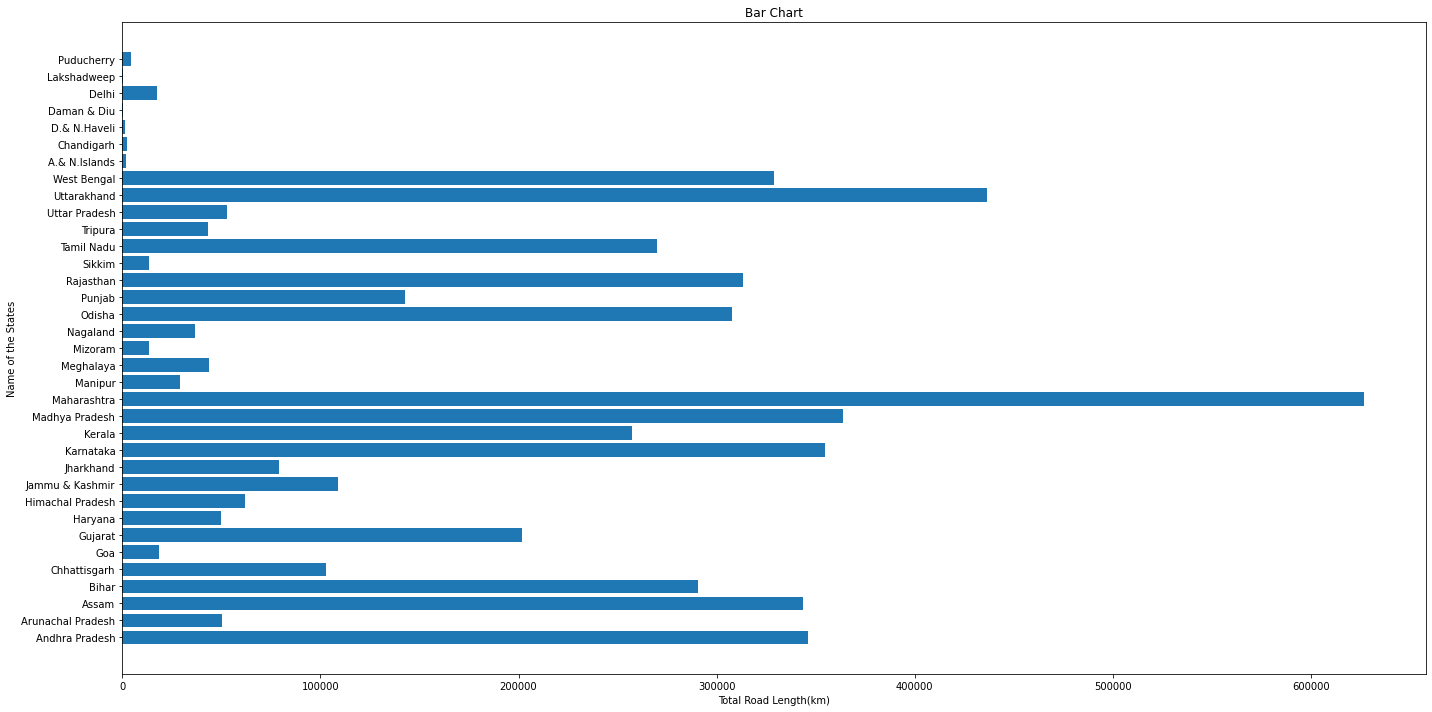 Bar Chart
Name of the States
Puducherry
Lakshadweep
Delhi
Daman & Diu
D.& N.Haveli
Chandigarh
A.& N.Islands
West Bengal
Uttarakhand
Uttar Pradesh
Tripura
Tamil Nadu
Sikkim
Rajasthan
Punjab
Odisha
Nagaland
Mizoram
Meghalaya
Manipur
Maharashtra
Madhya Pradesh
Kerala
Karnataka
Jharkhand
Jammu & Kashmir
Himachal Pradesh
Haryana
Gujarat
Goa
Chhattisgarh
Bihar
Assam
Arunachal Pradesh
Andhra Pradesh
0 100000 200000 300000 400000 500000 600000
Total Road Length(km)